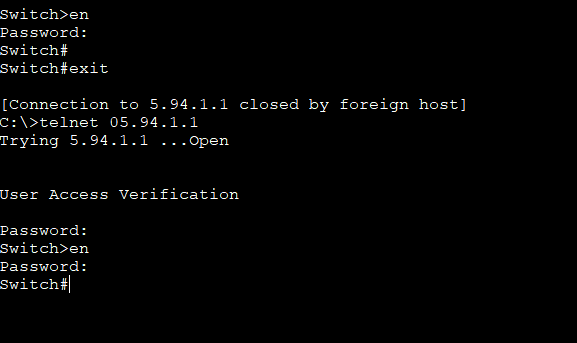 Switch>en
Password:
Switch#
Switch#exit
[Connection to 5.94.1.1 closed by foreign host]
C:\>telnet 05.94.1.1
Trying 5.94.1.1 ...Open
User Access Verification
Password:
Switch>en
Password:
Switch#